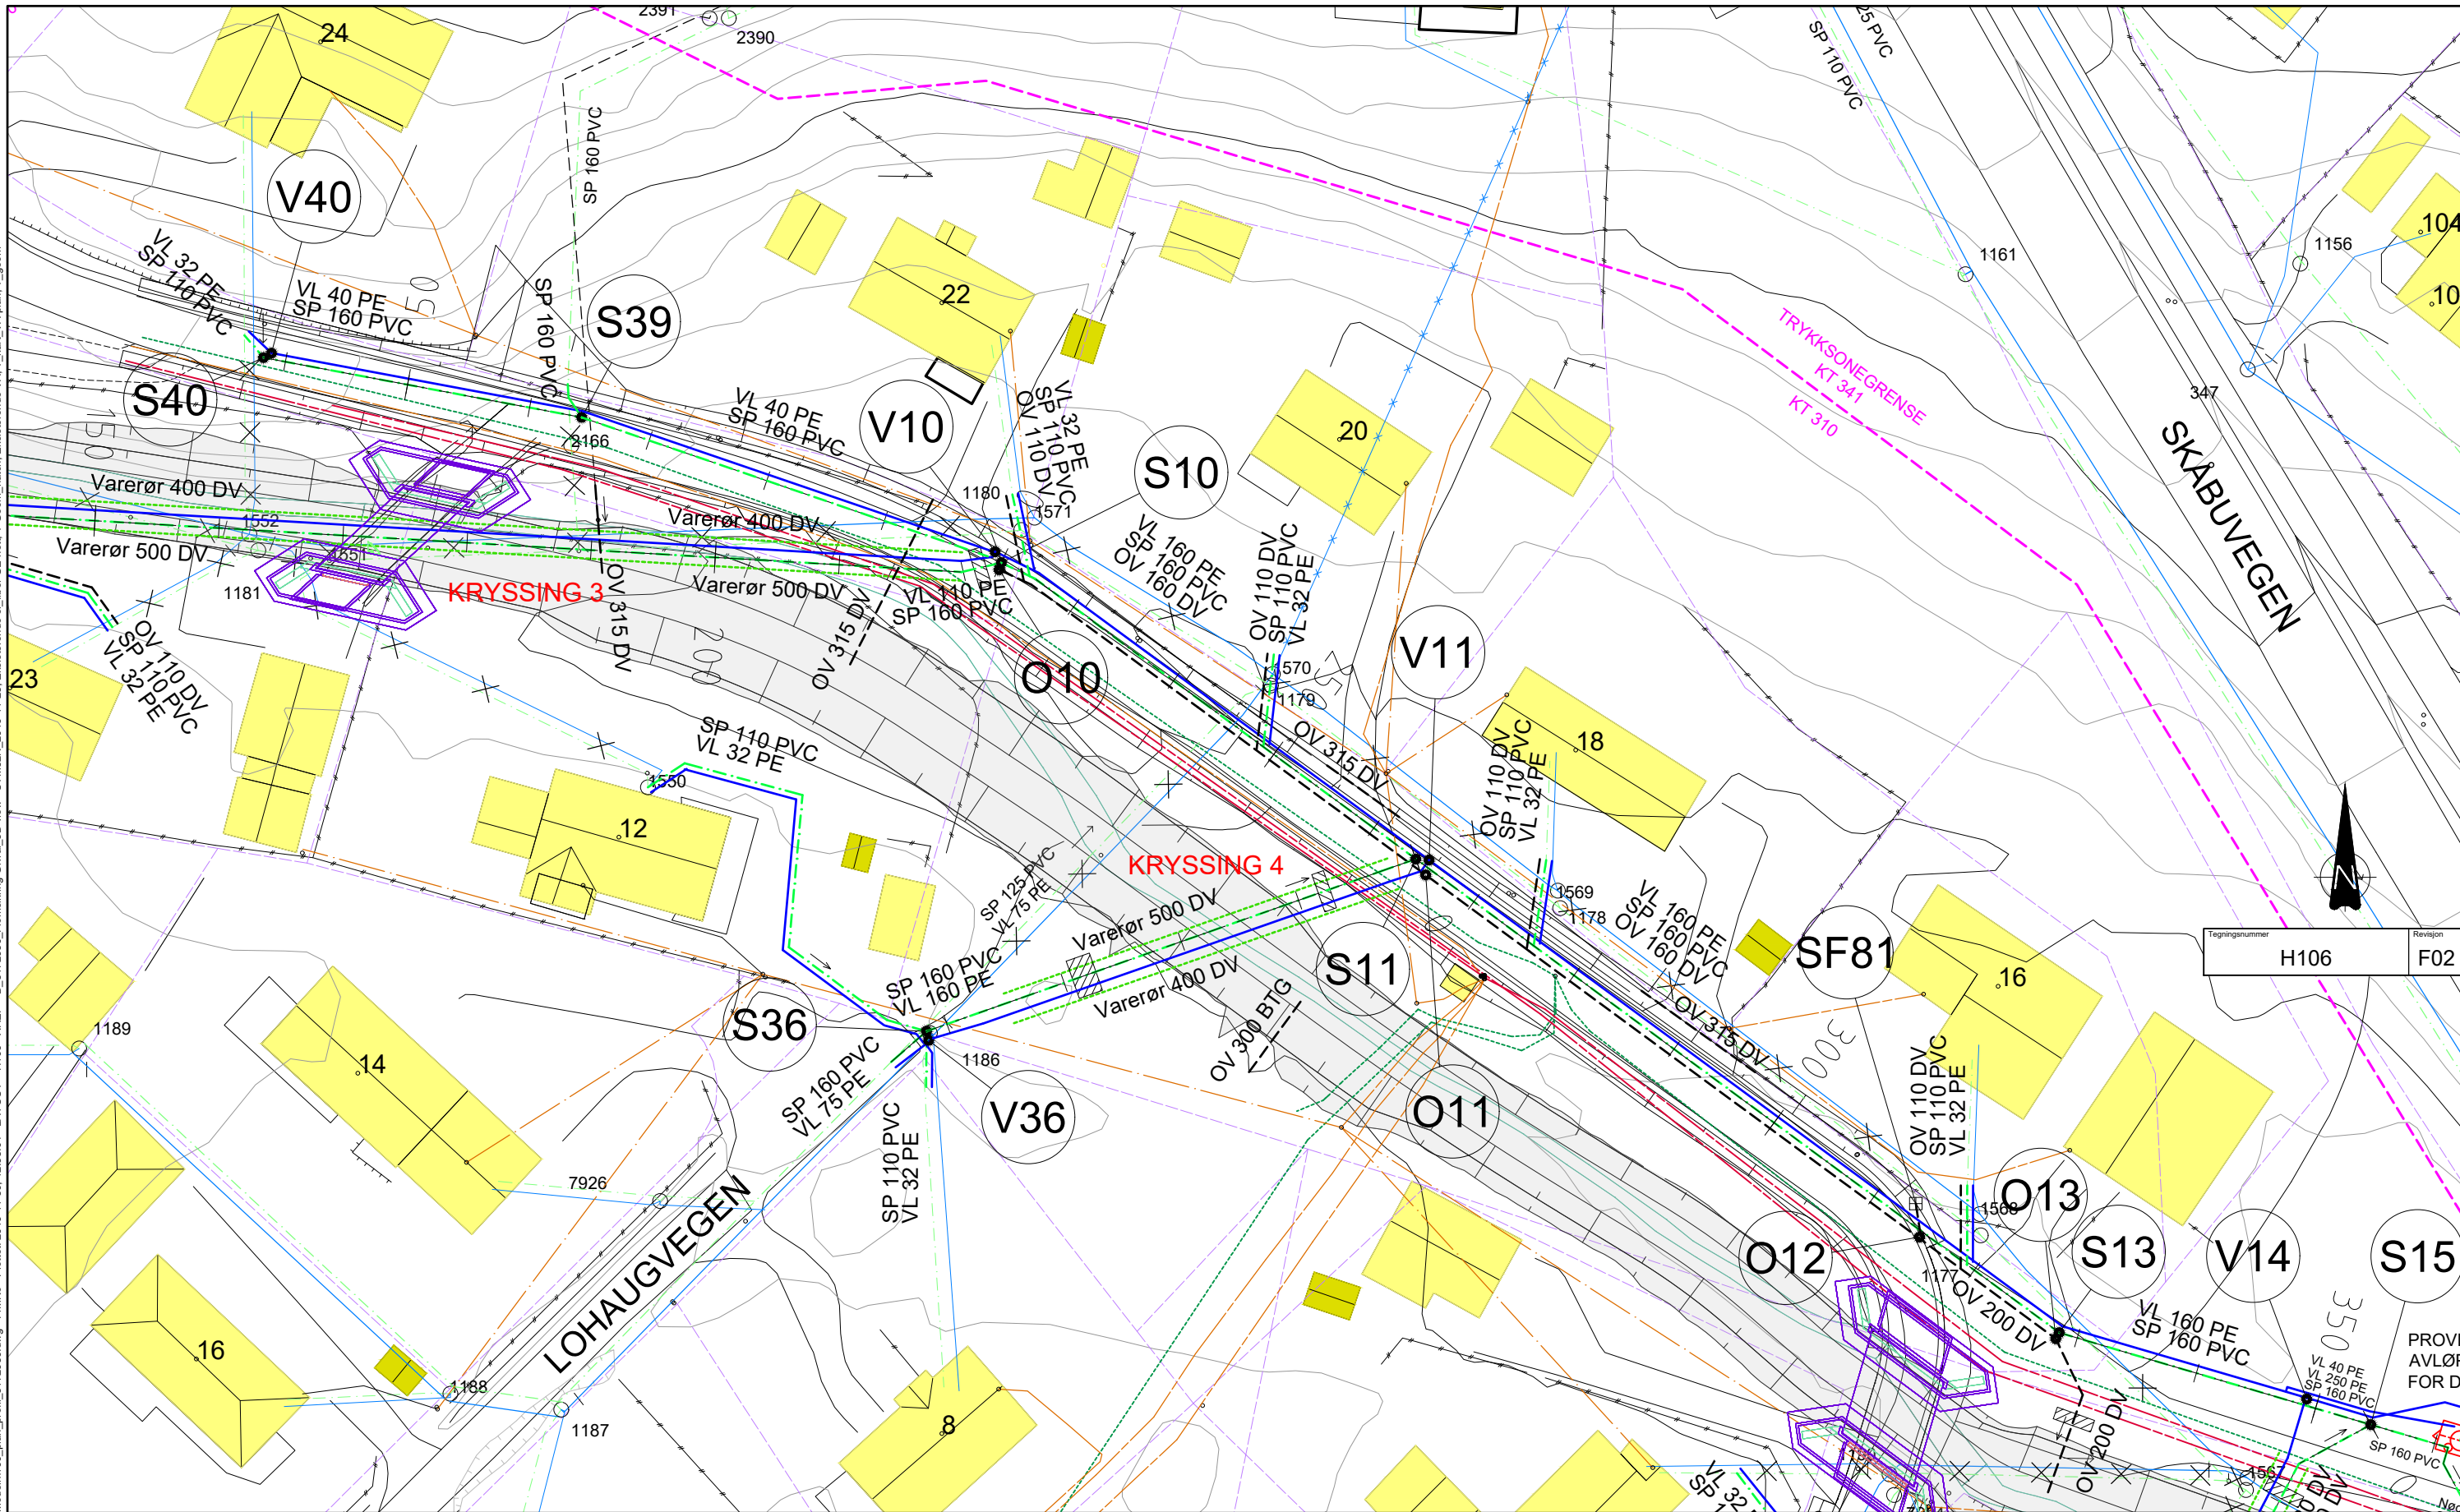 24
2391
2390
SP 160 PVC
SP 110 PVC
25 PVC
V40
VL 32 PE
SP 110 PVC
VL 40 PE
SP 160 PVC
50
SP 160 PVC
S39
22
1161
1156
104
10
TRYKKSONEGRENSE
KT 341
KT 310
347
SKÅBUVEGEN
S40
150
2166
VL 40 PE
SP 160 PVC
V10
VL 32 PE
SP 110 PVC
OV 110 DV
S10
20
1180
1571
Varerør 400 DV
1552
Varerør 500 DV
1551
1181
KRYSSING 3
Varerør 400 DV
Varerør 500 DV
OV 315 DV
200
OV 315 DV
VL 110 PE
SP 160 PVC
VL 160 PE
SP 160 PVC
OV 160 DV
OV 110 DV
SP 110 PVC
VL 32 PE
O10
1570
1179
250
V11
OV 315 DV
18
23
OV 110 DV
SP 110 PVC
VL 32 PE
SP 110 PVC
VL 32 PE
1550
12
KRYSSING 4
SP 125 PVC
VL 75 PE
Varerør 500 DV
Varerør 400 DV
OV 110 DV
SP 110 PVC
VL 32 PE
1569
1178
VL 160 PE
SP 160 PVC
OV 160 DV
S11
SF81
16
N
Tegningsnummer
H106
Revisjon
F02
SP 160 PVC
VL 160 PE
S36
1189
14
1186
OV 300 BTG
OV 315 DV
300
SP 160 PVC
VL 75 PE
V36
O11
OV 110 DV
SP 110 PVC
VL 32 PE
SP 110 PVC
VL 32 PE
7926
LOHAUGVEGEN
O13
1568
S13
V14
S15
O12
1177
OV 200 DV
VL 160 PE
SP 160 PVC
350
VL 40 PE
VL 250 PE
SP 160 PVC
16
1188
1187
8
OV 200 DV
SP 160 PVC
VL 32